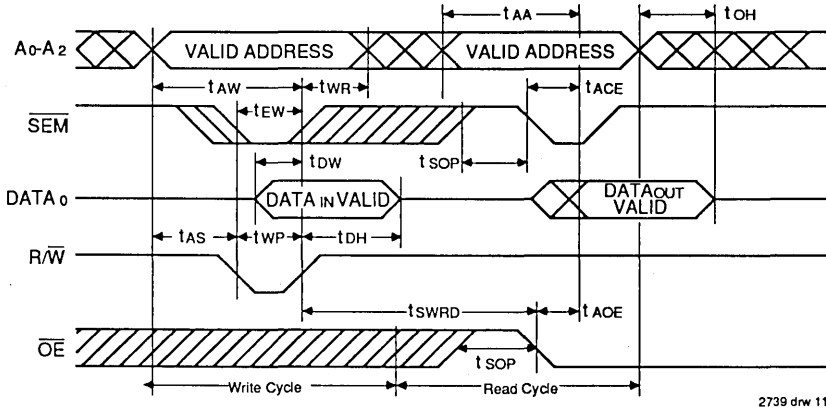 tAA
tOH
A0-A2
VALID ADDRESS
VALID ADDRESS
tAW
tWR
tACE
tEW
SEM
tDW
tSOP
DATA0
DATA IN VALID
DATAOUT
VALID
tAS
tWP
tDH
R/W
tSWRD
tAOE
OE
tSOP
Write Cycle
Read Cycle
2739 drw 11